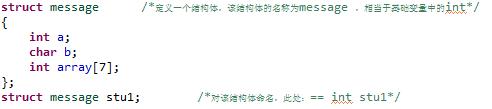 struct message /*定义一个结构体，该结构体的名称为message ，相当于基础变量中的int*/
{
int a;
char b;
int array[7];
};
struct message stu1; /*对该结构体命名，此处：== int stu1*/